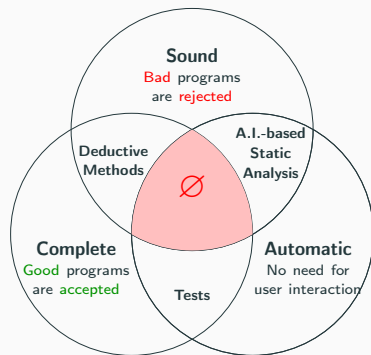 Sound
Bad programs
are rejected
Deductive
Methods
A.I.-based
Static
Analysis
∅
Complete
Good programs
are accepted
Automatic
No need for
user interaction
Tests